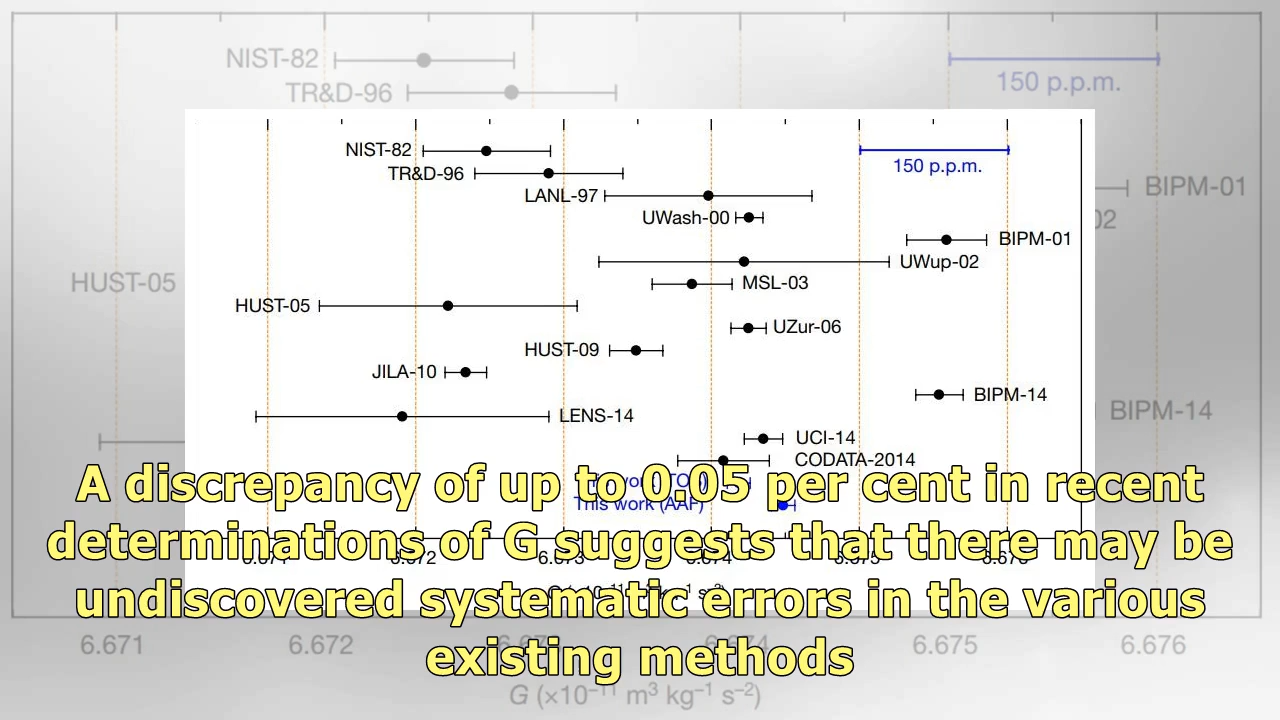 NIST-82
TR&D-96
150 p.p.m.
NIST-82
150 p.p.m.
TR&D-96
LANL-97
BIPM-01
UWash-00
02
BIPM-01
UWup-02
HUST-05
MSL-03
HUST-05
UZur-06
HUST-09
JILA-10
BIPM-14
BIPM-14
LENS-14
UCI-14
CODATA-2014
This work (AAF)
A discrepancy of up to 0.05 per cent in recent
determinations of G suggests that there may be
undiscovered systematic errors in the various
existing methods
6.671 6.672 6.674 6.675 6.676
G (×10⁻¹¹ m³ kg⁻¹ s⁻²)